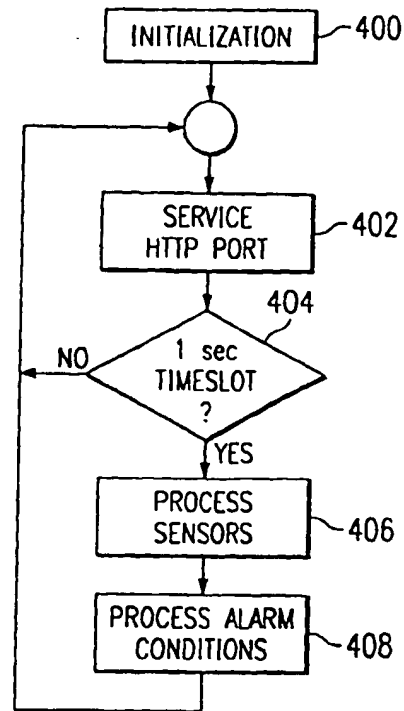 INITIALIZATION
400
SERVICE
HTTP PORT
402
404
1 sec
TIMESLOT
?
NO
YES
PROCESS
SENSORS
406
PROCESS ALARM
CONDITIONS
408